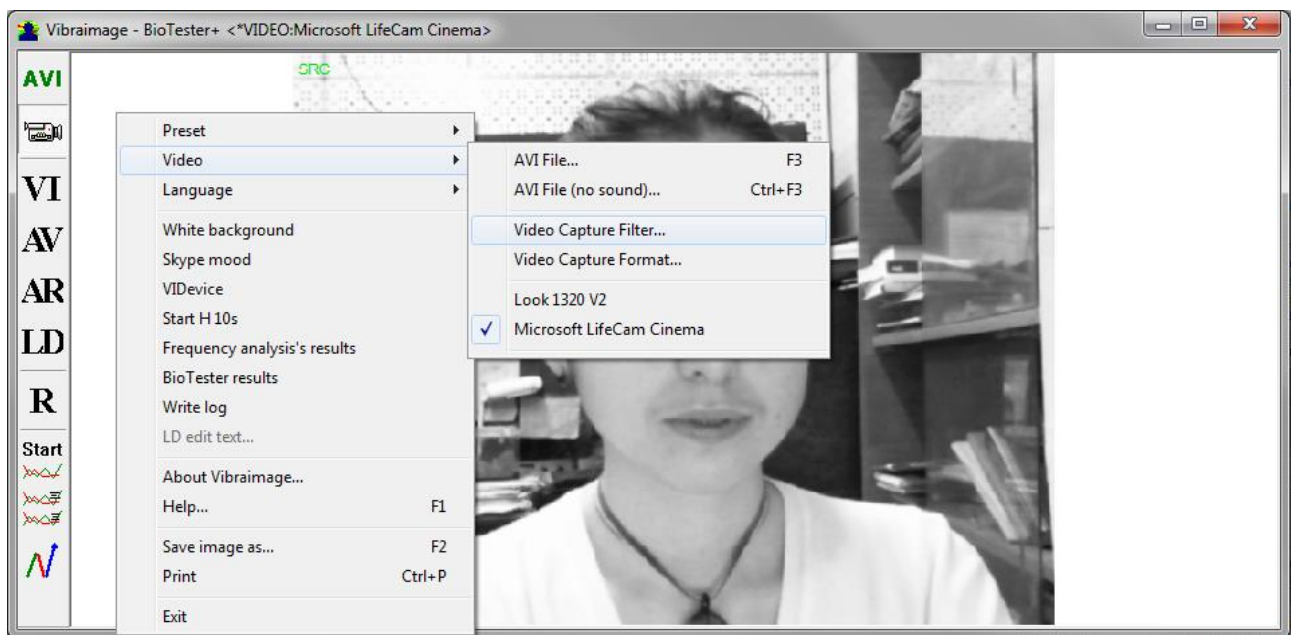 Vibraimage - BioTester+ <*VIDEO:Microsoft LifeCam Cinema>
AVI
SRC
VI
AV
AR
LD
R
Start
Preset
Video
Language
White background
Skype mood
VIDevice
Start H 10s
Frequency analysis's results
BioTester results
Write log
LD edit text...
About Vibraimage...
Help... F1
Save image as... F2
Print Ctrl+P
Exit
AVI File... F3
AVI File (no sound)... Ctrl+F3
Video Capture Filter...
Video Capture Format...
Look 1320 V2
Microsoft LifeCam Cinema